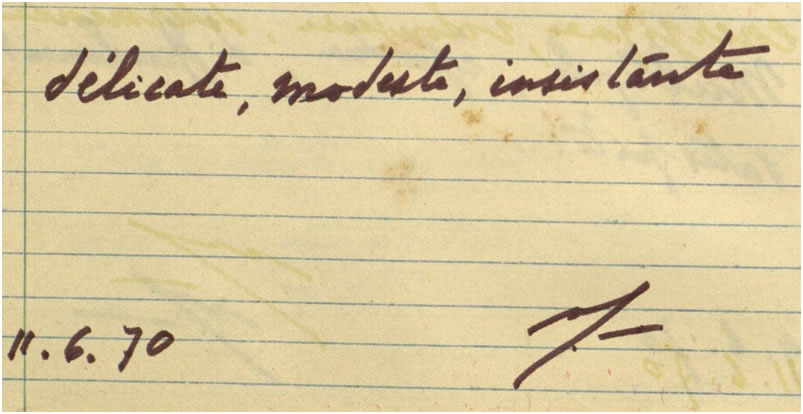 délicate, modeste, insistante
11.6.70